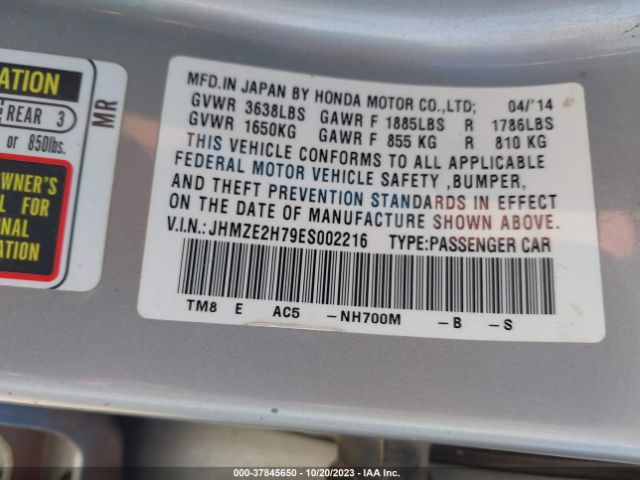 ATION
REAR 3
or 850lbs.
OWNER'S
L FOR
ONAL
ATION
MR
MFD.IN JAPAN BY HONDA MOTOR CO.,LTD; 04/'14
GVWR 3638LBS GAWR F 1885LBS R 1786LBS
GVWR 1650KG GAWR F 855 KG R 810 KG
THIS VEHICLE CONFORMS TO ALL APPLICABLE
FEDERAL MOTOR VEHICLE SAFETY ,BUMPER,
AND THEFT PREVENTION STANDARDS IN EFFECT
ON THE DATE OF MANUFACTURE SHOWN ABOVE.
V.I.N.: JHMZE2H79ES002216 TYPE:PASSENGER CAR
TM8 E AC5 -NH700M -B -S
000-37845650 | 10/20/2023 | IAA Inc.